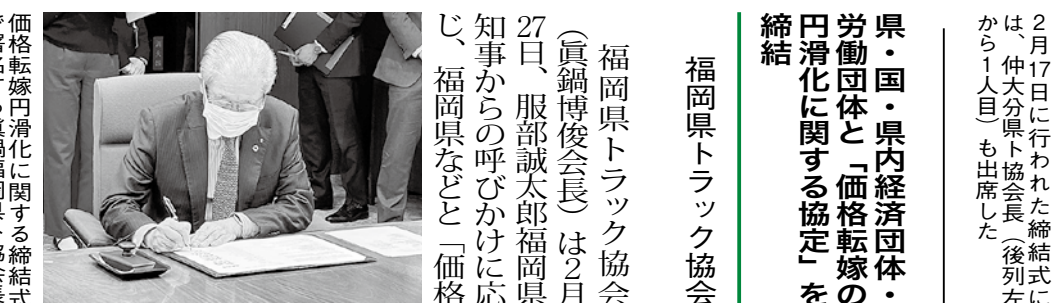 2月17日に行われた締結式に
は、仲大分県ト協会長（後列左
から1人目）も出席した
県・国・県内経済団体・
労働団体と「価格転嫁の
円滑化に関する協定」を
締結
福岡県トラック協会
福岡県トラック協会
（眞鍋博俊会長）は2月
27日、服部誠太郎福岡県
知事からの呼びかけに応
じ、福岡県などと「価格
価格転嫁円滑化に関する締結式